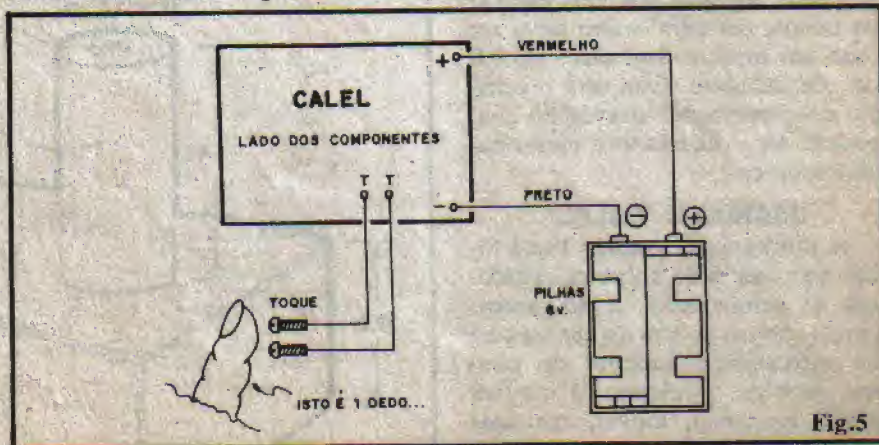 VERMELHO
+
CALEL
LADO DOS COMPONENTES
T T
-
PRETO
- +
TOQUE
PILHAS
6v.
ISTO É 1 DEDO...
Fig.5